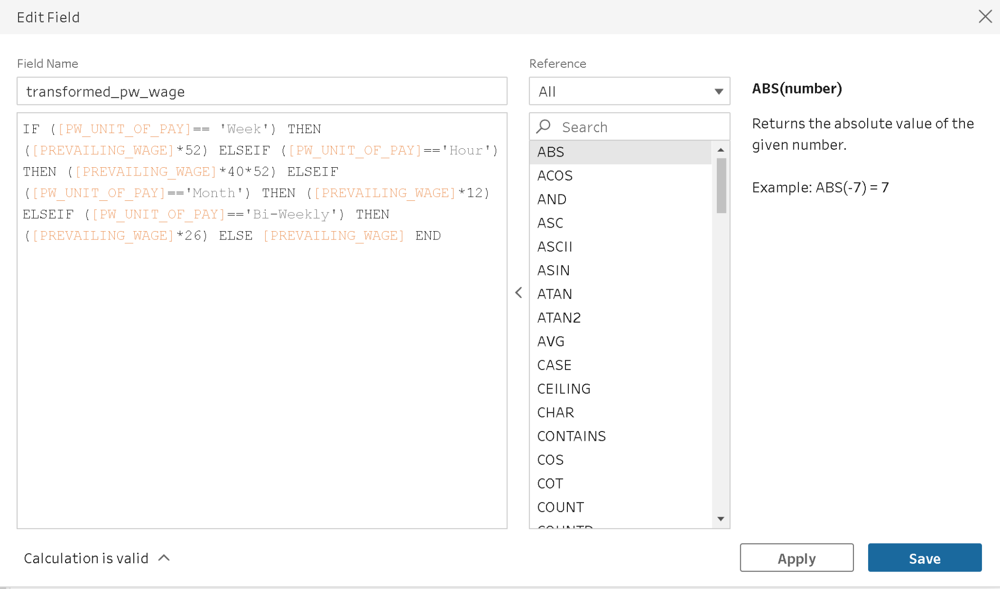 Edit Field
Field Name
transformed_pw_wage
IF ([PW_UNIT_OF_PAY]== 'Week') THEN
([PREVAILING_WAGE]*52) ELSEIF ([PW_UNIT_OF_PAY]=='Hour')
THEN ([PREVAILING_WAGE]*40*52) ELSEIF
([PW_UNIT_OF_PAY]=='Month') THEN ([PREVAILING_WAGE]*12)
ELSEIF ([PW_UNIT_OF_PAY]=='Bi-Weekly') THEN
([PREVAILING_WAGE]*26) ELSE [PREVAILING_WAGE] END
Reference
All
Search
ABS
ACOS
AND
ASC
ASCII
ASIN
ATAN
ATAN2
AVG
CASE
CEILING
CHAR
CONTAINS
COS
COT
COUNT
COUNTD
ABS(number)
Returns the absolute value of the
given number.
Example: ABS(-7) = 7
Calculation is valid
Apply
Save